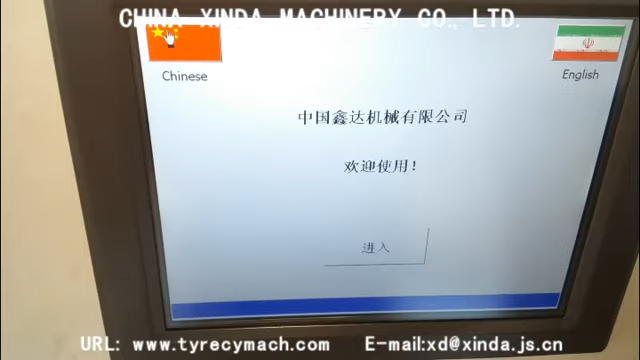 CHINA XINDA MACHINERY CO., LTD.
Chinese
English
中国鑫达机械有限公司
欢迎使用!
进入
URL: www.tyrecymach.com E-mail:xd@xinda.js.cn